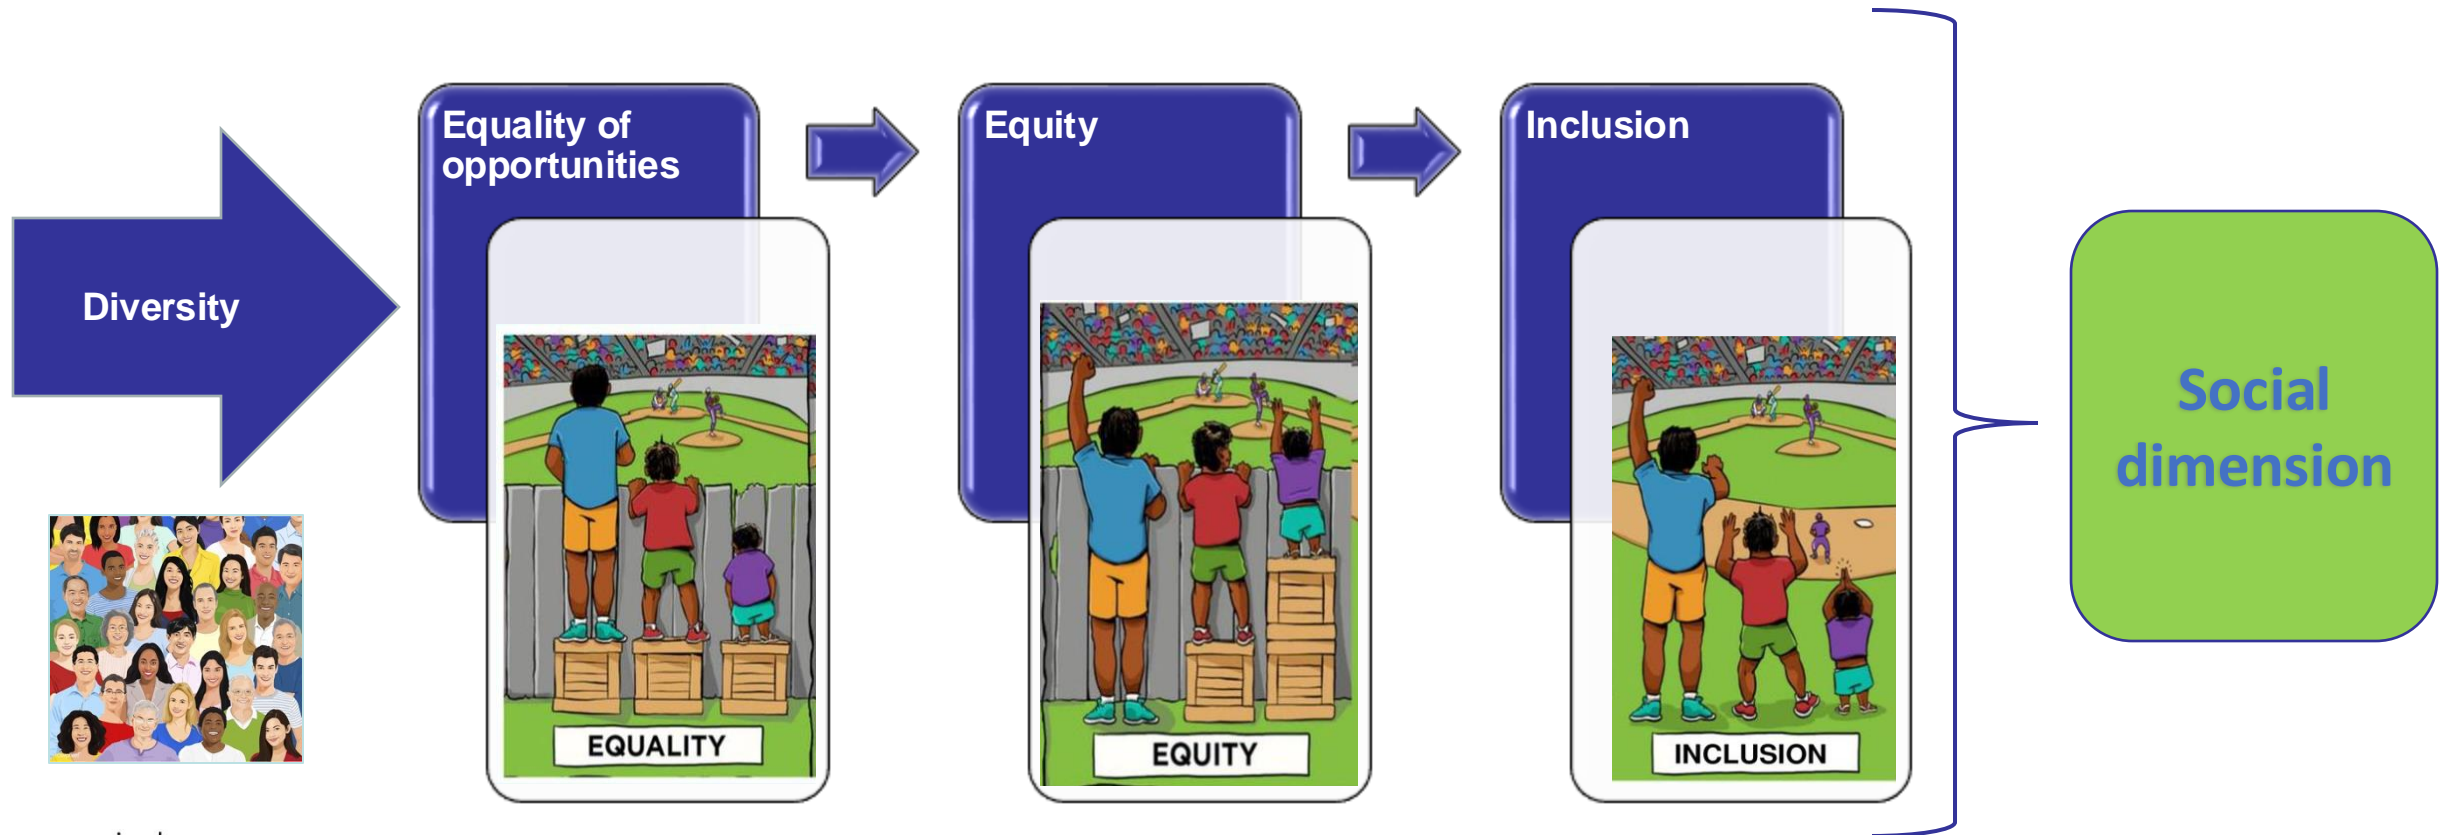 Diversity
Equality of
opportunities
EQUALITY
Equity
EQUITY
Inclusion
INCLUSION
Social
dimension